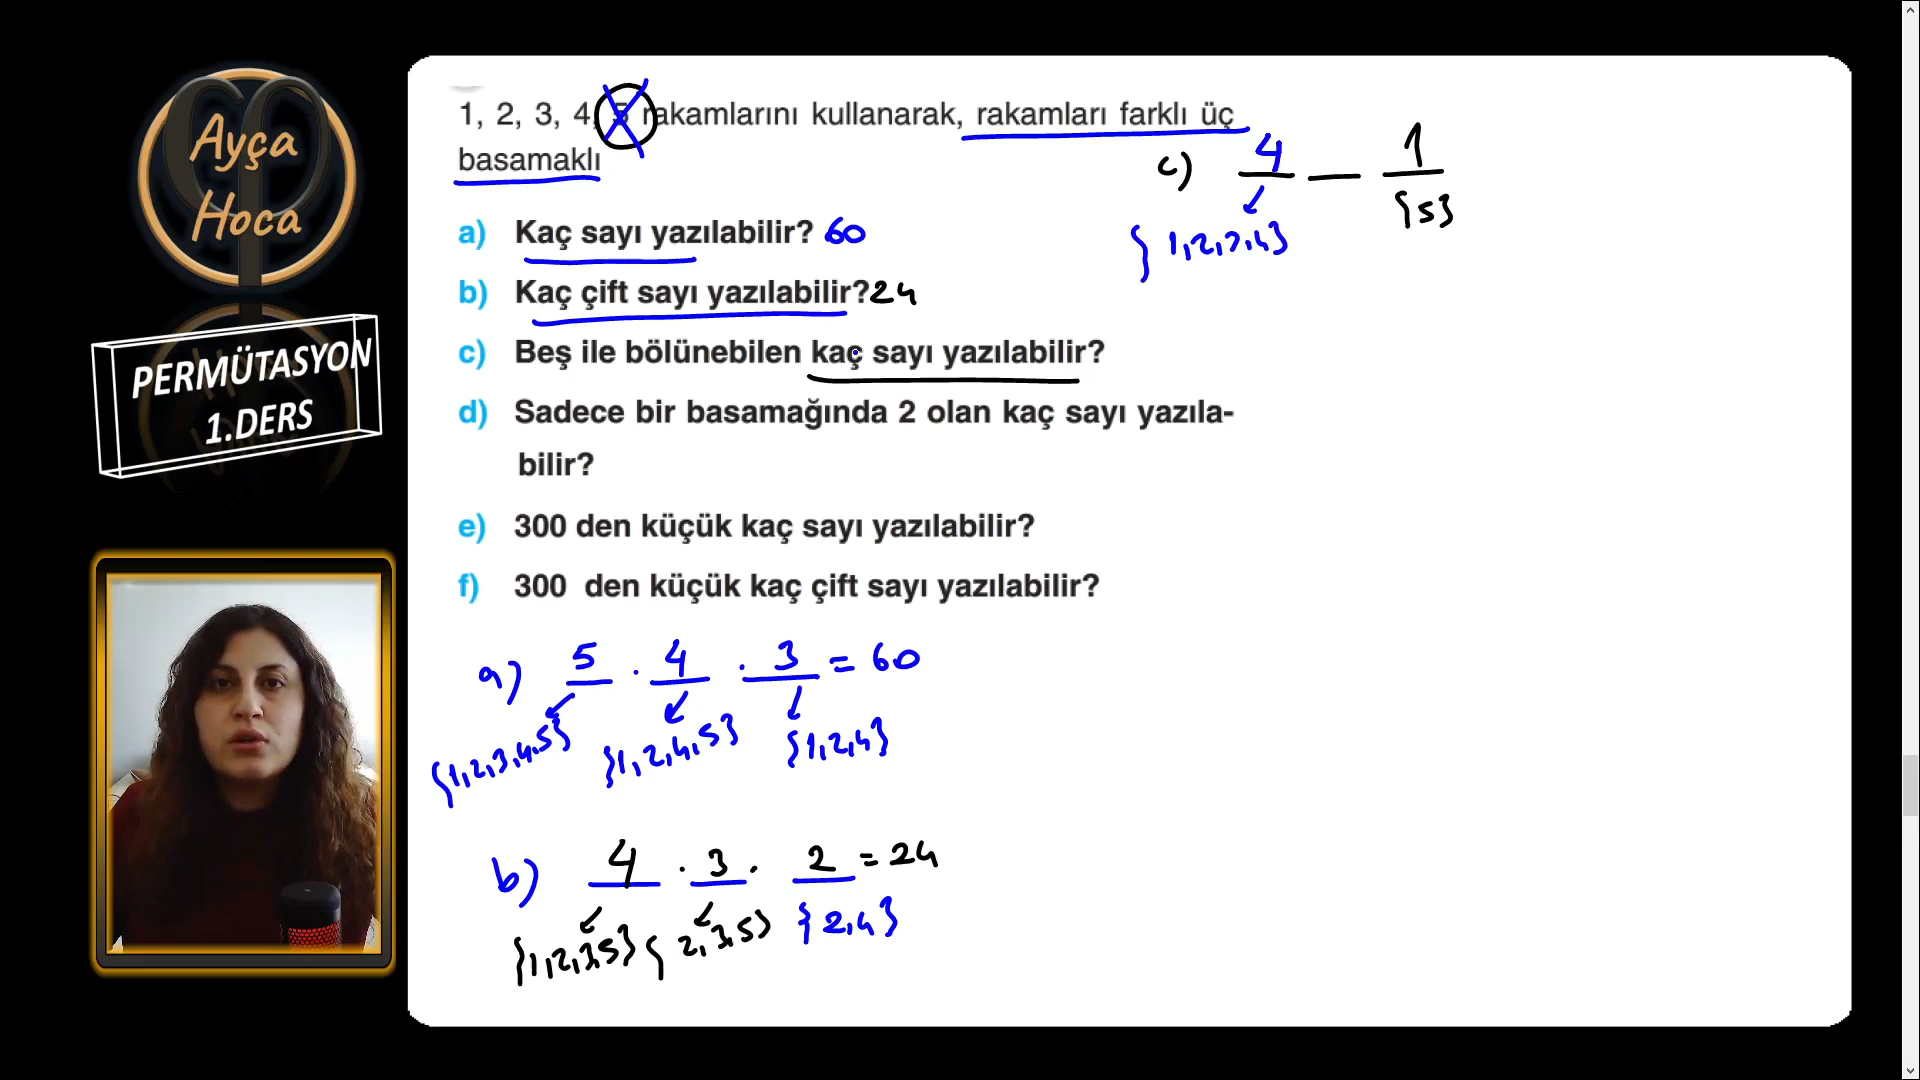 Ayça
Hoca
PERMÜTASYON
1.DERS
1, 2, 3, 4, 5 rakamlarını kullanarak, rakamları farklı üç
basamaklı
a) Kaç sayı yazılabilir? 60
b) Kaç çift sayı yazılabilir? 24
c) Beş ile bölünebilen kaç sayı yazılabilir?
d) Sadece bir basamağında 2 olan kaç sayı yazıla-
bilir?
e) 300 den küçük kaç sayı yazılabilir?
f) 300 den küçük kaç çift sayı yazılabilir?
a) 5 . 4 . 3 = 60
{1,2,3,4,5} {1,2,4,5} {1,2,4}
b) 4 . 3 . 2 = 24
{1,2,3,5} {2,3,5} {2,4}
c) 4 _ 1
{1,2,3,4} {5}